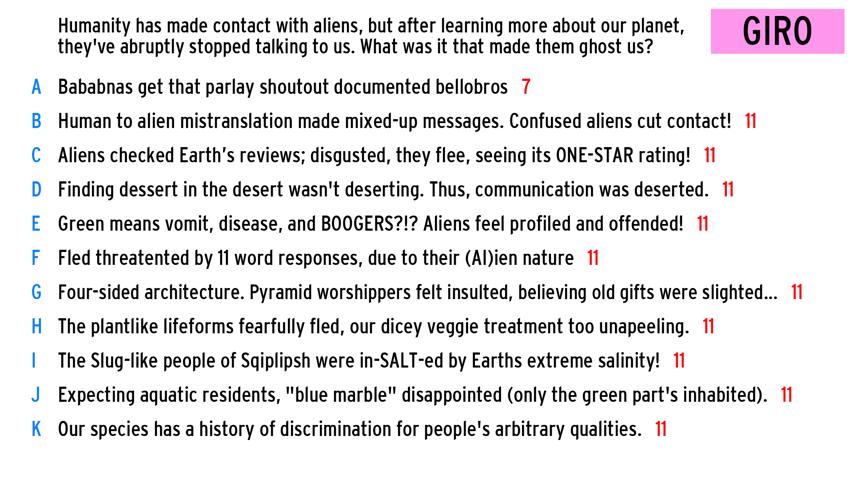 Humanity has made contact with aliens, but after learning more about our planet,
they've abruptly stopped talking to us. What was it that made them ghost us?
GIRO
A Bababnas get that parlay shoutout documented bellobros 7
B Human to alien mistranslation made mixed-up messages. Confused aliens cut contact! 11
C Aliens checked Earth's reviews; disgusted, they flee, seeing its ONE-STAR rating! 11
D Finding dessert in the desert wasn't deserting. Thus, communication was deserted. 11
E Green means vomit, disease, and BOOGERS?!? Aliens feel profiled and offended! 11
F Fled threatented by 11 word responses, due to their (AI)ien nature 11
G Four-sided architecture. Pyramid worshippers felt insulted, believing old gifts were slighted... 11
H The plantlike lifeforms fearfully fled, our dicey veggie treatment too unapeeling. 11
I The Slug-like people of Sqiplipsh were in-SALT-ed by Earths extreme salinity! 11
J Expecting aquatic residents, "blue marble" disappointed (only the green part's inhabited). 11
K Our species has a history of discrimination for people's arbitrary qualities. 11